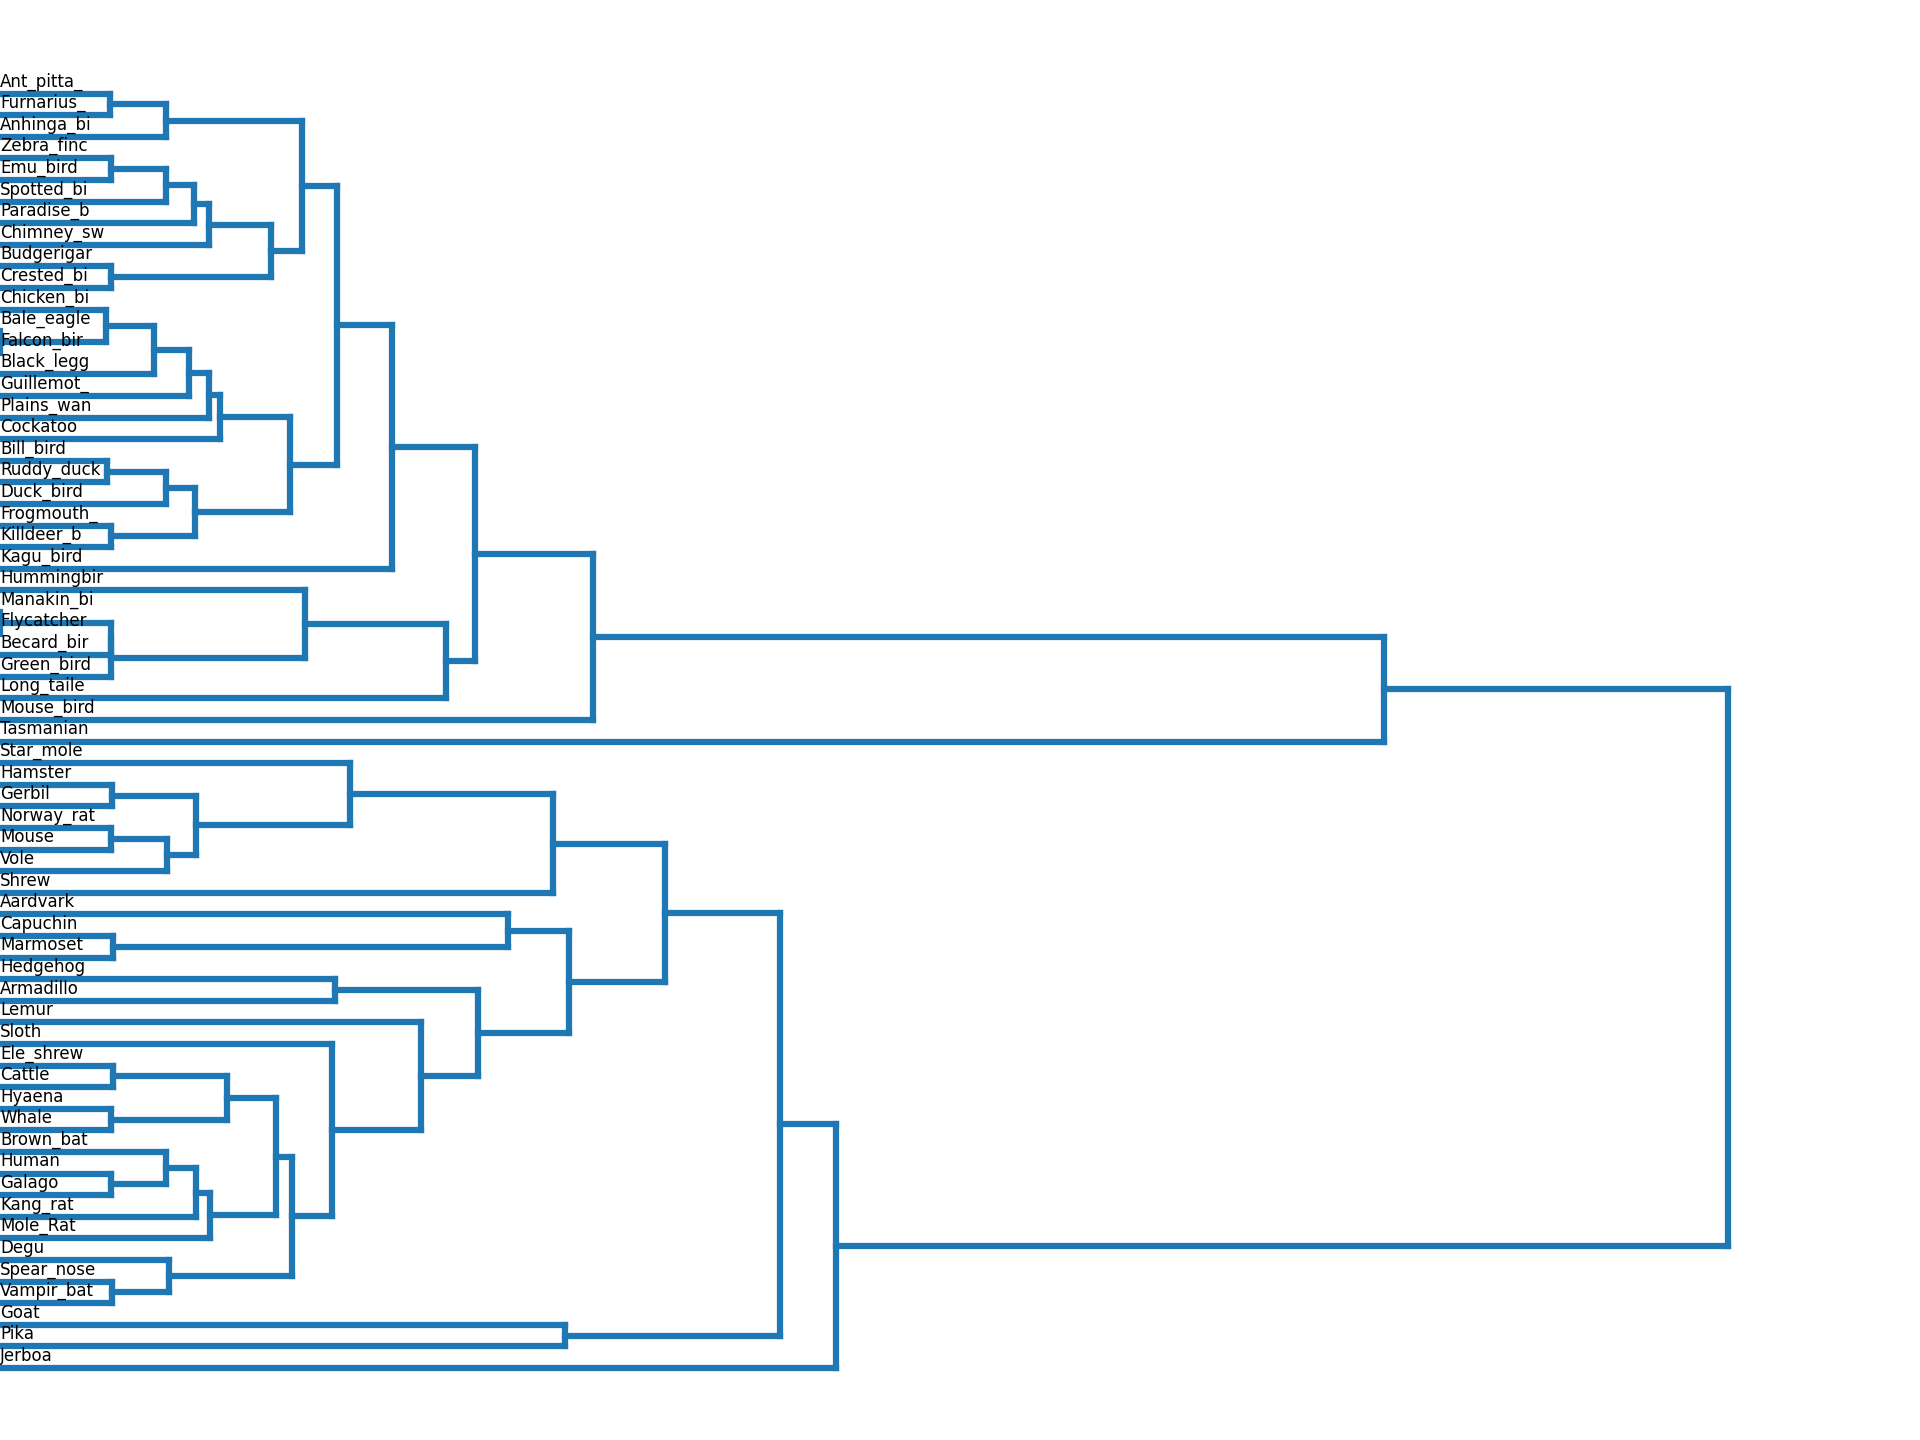 Ant_pitta_
Furnarius_
Anhinga_bi
Zebra_finc
Emu_bird
Spotted_bi
Paradise_b
Chimney_sw
Budgerigar
Crested_bi
Chicken_bi
Bale_eagle
Falcon_bir
Black_legg
Guillemot_
Plains_wan
Cockatoo
Bill_bird
Ruddy_duck
Duck_bird
Frogmouth_
Killdeer_b
Kagu_bird
Hummingbir
Manakin_bi
Flycatcher
Becard_bir
Green_bird
Long_taile
Mouse_bird
Tasmanian
Star_mole
Hamster
Gerbil
Norway_rat
Mouse
Vole
Shrew
Aardvark
Capuchin
Marmoset
Hedgehog
Armadillo
Lemur
Sloth
Ele_shrew
Cattle
Hyaena
Whale
Brown_bat
Human
Galago
Kang_rat
Mole_Rat
Degu
Spear_nose
Vampir_bat
Goat
Pika
Jerboa